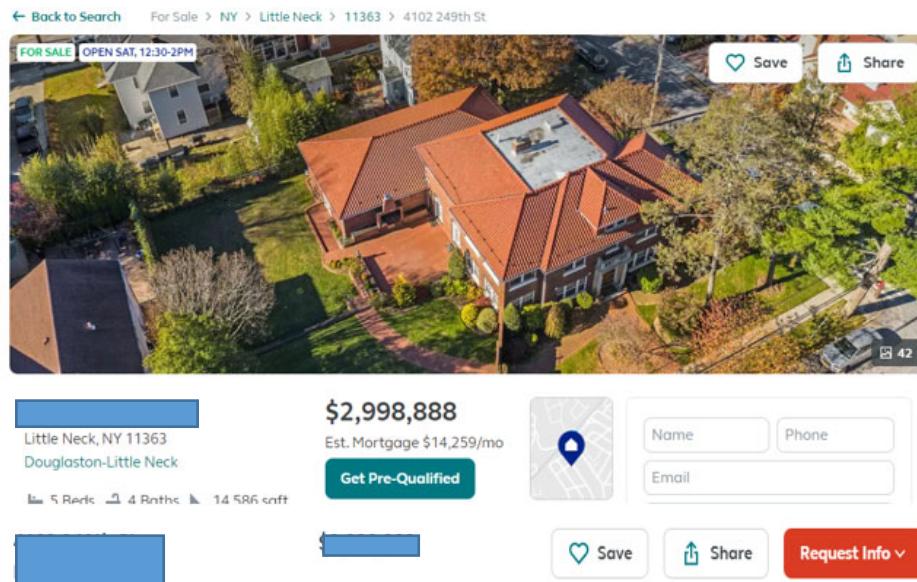 ← Back to Search For Sale > NY > Little Neck > 11363 > 4102 249th St
FOR SALE OPEN SAT, 12:30-2PM
Save
Share
42
$2,998,888
Little Neck, NY 11363
Est. Mortgage $14,259/mo
Douglaston-Little Neck
Get Pre-Qualified
5 Beds 4 Baths 14,586 sqft
Name
Phone
Email
Save
Share
Request Info